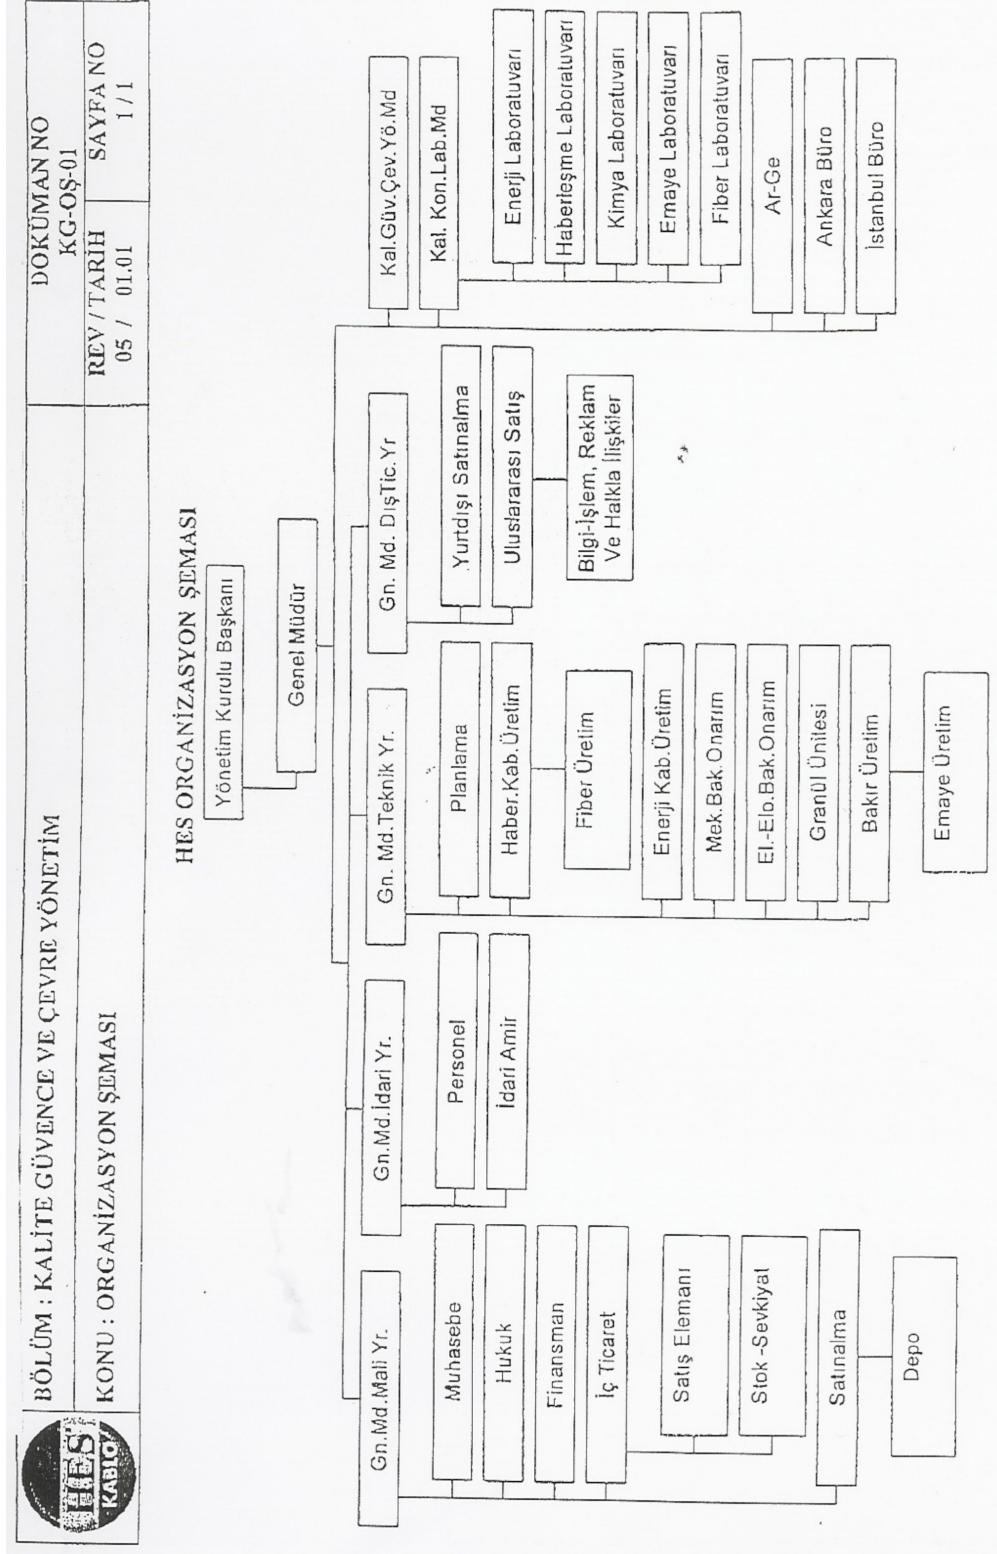 HES
KABLO
BÖLÜM : KALİTE GÜVENCE VE ÇEVRE YÖNETİM
KONU : ORGANİZASYON ŞEMASI
DOKÜMAN NO
KG-OŞ-01
REV / TARİH
05 / 01.01
SAYFA NO
1 / 1
HES ORGANİZASYON ŞEMASI
Yönetim Kurulu Başkanı
Genel Müdür
Gn.Md.Mali Yr.
Muhasebe
Hukuk
Finansman
İç Ticaret
Satış Elemanı
Stok -Sevkiyat
Satınalma
Depo
Gn.Md.İdari Yr.
Personel
İdari Amir
Gn. Md.Teknik Yr.
Planlama
Haber.Kab.Üretim
Fiber Üretim
Enerji Kab.Üretim
Mek.Bak.Onarım
El.-Elo.Bak.Onarım
Granül Ünitesi
Bakır Üretim
Emaye Üretim
Gn. Md. DışTic.Yr
Yurtdışı Satınalma
Uluslararası Satış
Bilgi-İşlem, Reklam
Ve Halkla İlişkiler
Kal.Güv.Çev.Yö.Md
Kal. Kon.Lab.Md
Enerji Laboratuvarı
Haberleşme Laboratuvarı
Kimya Laboratuvarı
Emaye Laboratuvarı
Fiber Laboratuvarı
Ar-Ge
Ankara Büro
İstanbul Büro